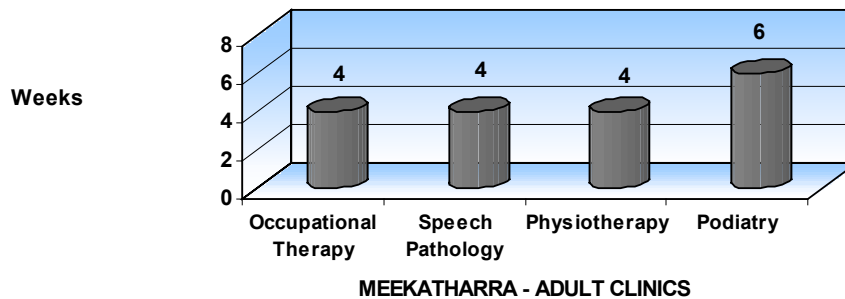 8
6
4
2
0
Weeks
4
4
4
6
Occupational Therapy
Speech Pathology
Physiotherapy
Podiatry
MEEKATHARRA - ADULT CLINICS